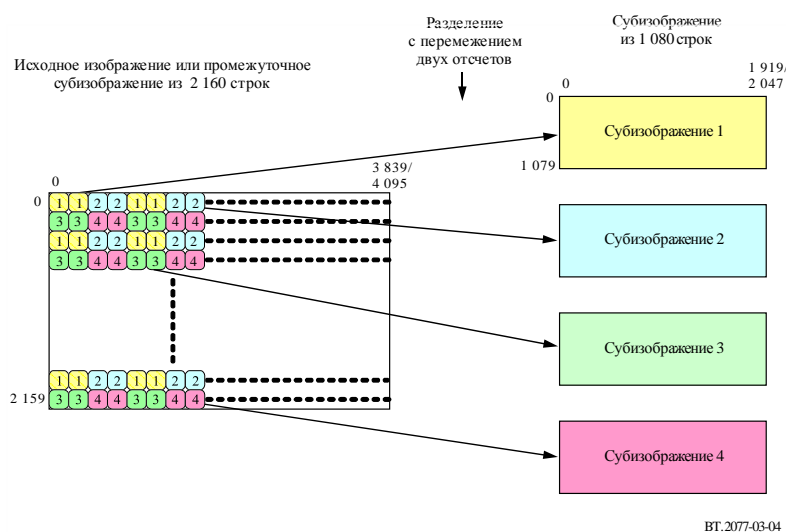 Разделение
с перемежением
двух отсчетов
Субизображение
из 1 080 строк
Исходное изображение или промежуточное
субизображение из 2 160 строк
0
1 919/
2 047
0
Субизображение 1
1 079
0
3 839/
4 095
0
1 1 2 2 1 1 2 2
3 3 4 4 3 3 4 4
1 1 2 2 1 1 2 2
3 3 4 4 3 3 4 4
Субизображение 2
Субизображение 3
1 1 2 2 1 1 2 2
3 3 4 4 3 3 4 4
2 159
Субизображение 4
BT.2077-03-04